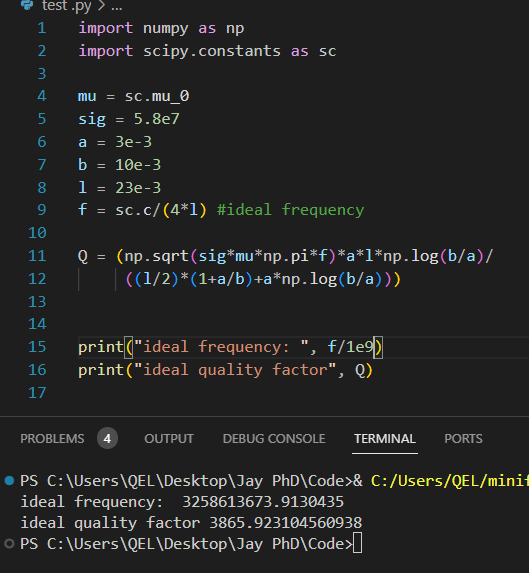 test .py > ...
1 import numpy as np
2 import scipy.constants as sc
3
4 mu = sc.mu_0
5 sig = 5.8e7
6 a = 3e-3
7 b = 10e-3
8 l = 23e-3
9 f = sc.c/(4*l) #ideal frequency
10
11 Q = (np.sqrt(sig*mu*np.pi*f)*a*l*np.log(b/a)/
12 ((l/2)*(1+a/b)+a*np.log(b/a)))
13
14
15 print("ideal frequency: ", f/1e9)
16 print("ideal quality factor", Q)
17
PROBLEMS 4 OUTPUT DEBUG CONSOLE TERMINAL PORTS
PS C:\Users\QEL\Desktop\Jay PhD\Code>& C:/Users/QEL/minif
ideal frequency:  3258613673.9130435
ideal quality factor 3865.923104560938
PS C:\Users\QEL\Desktop\Jay PhD\Code>